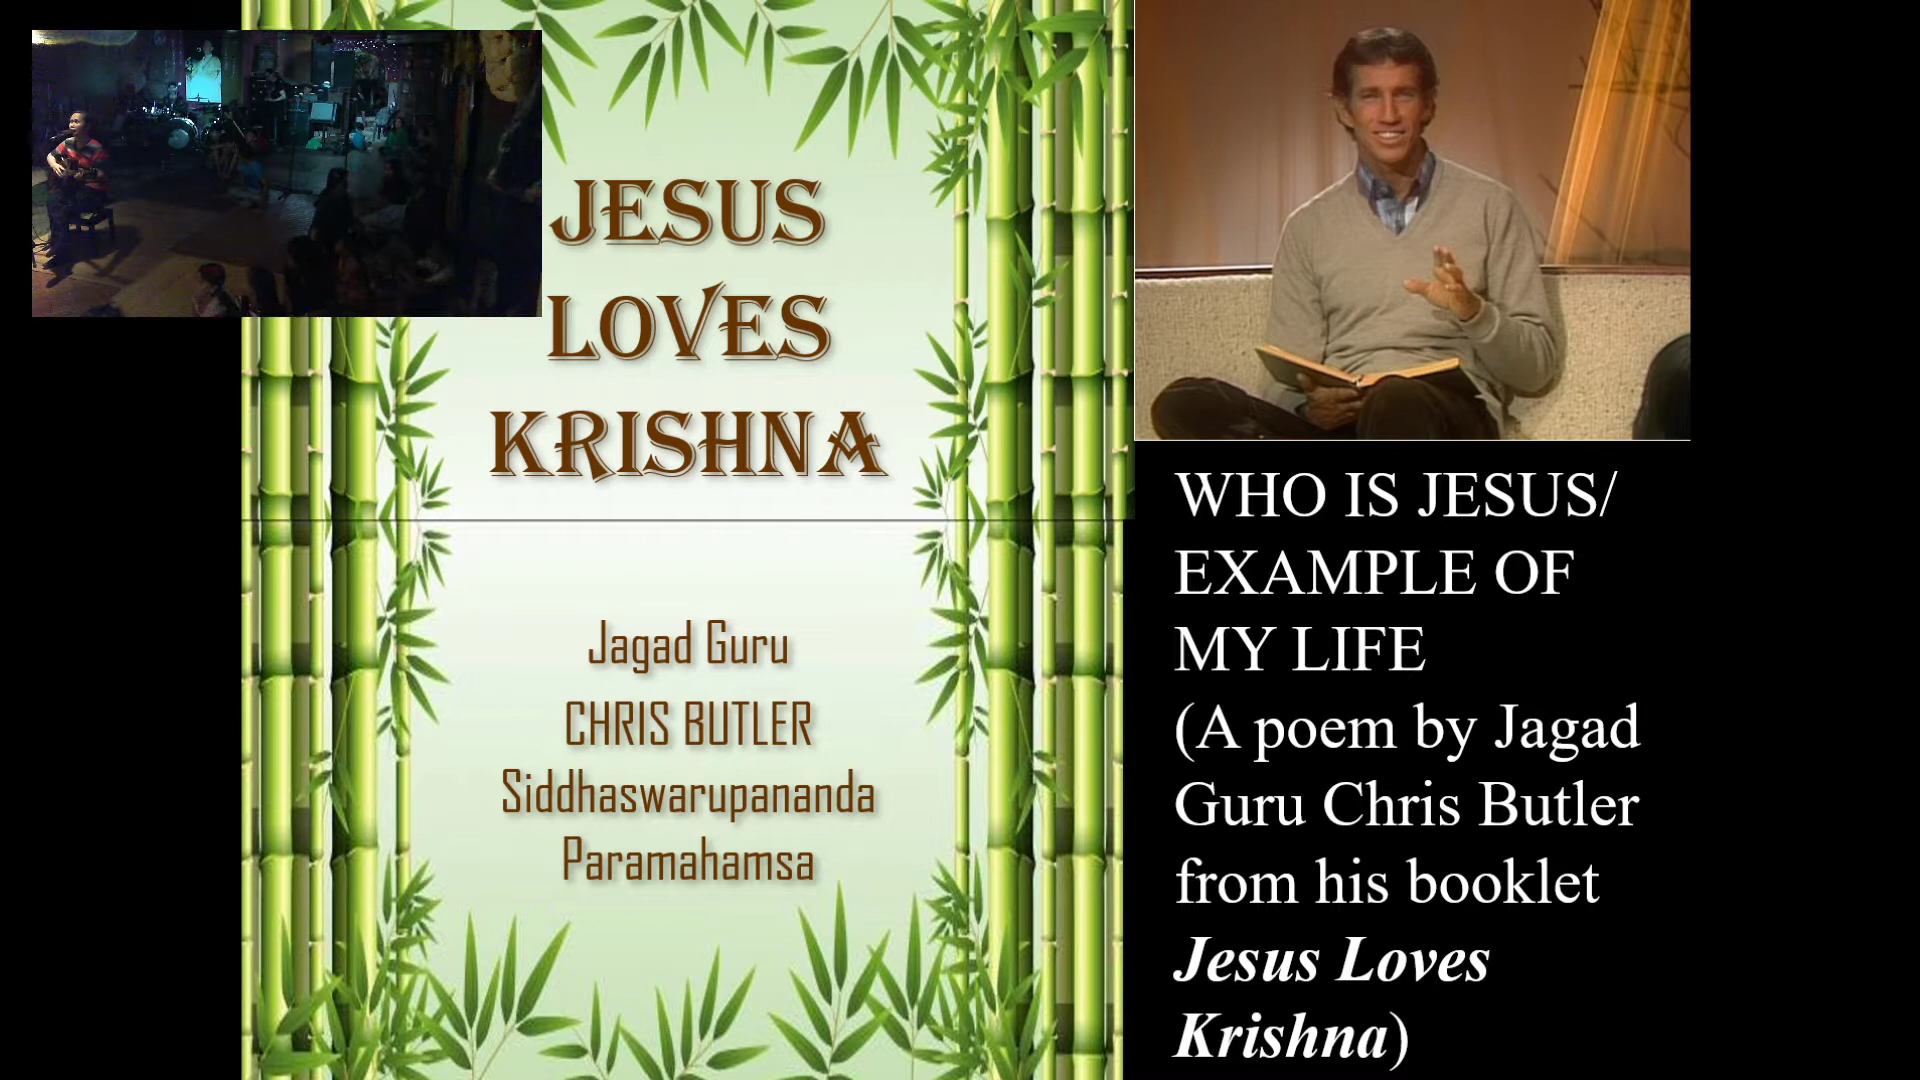 JESUS
LOVES
KRISHNA
Jagad Guru
CHRIS BUTLER
Siddhaswarupananda
Paramahamsa
WHO IS JESUS/
EXAMPLE OF
MY LIFE
(A poem by Jagad
Guru Chris Butler
from his booklet
Jesus Loves
Krishna)